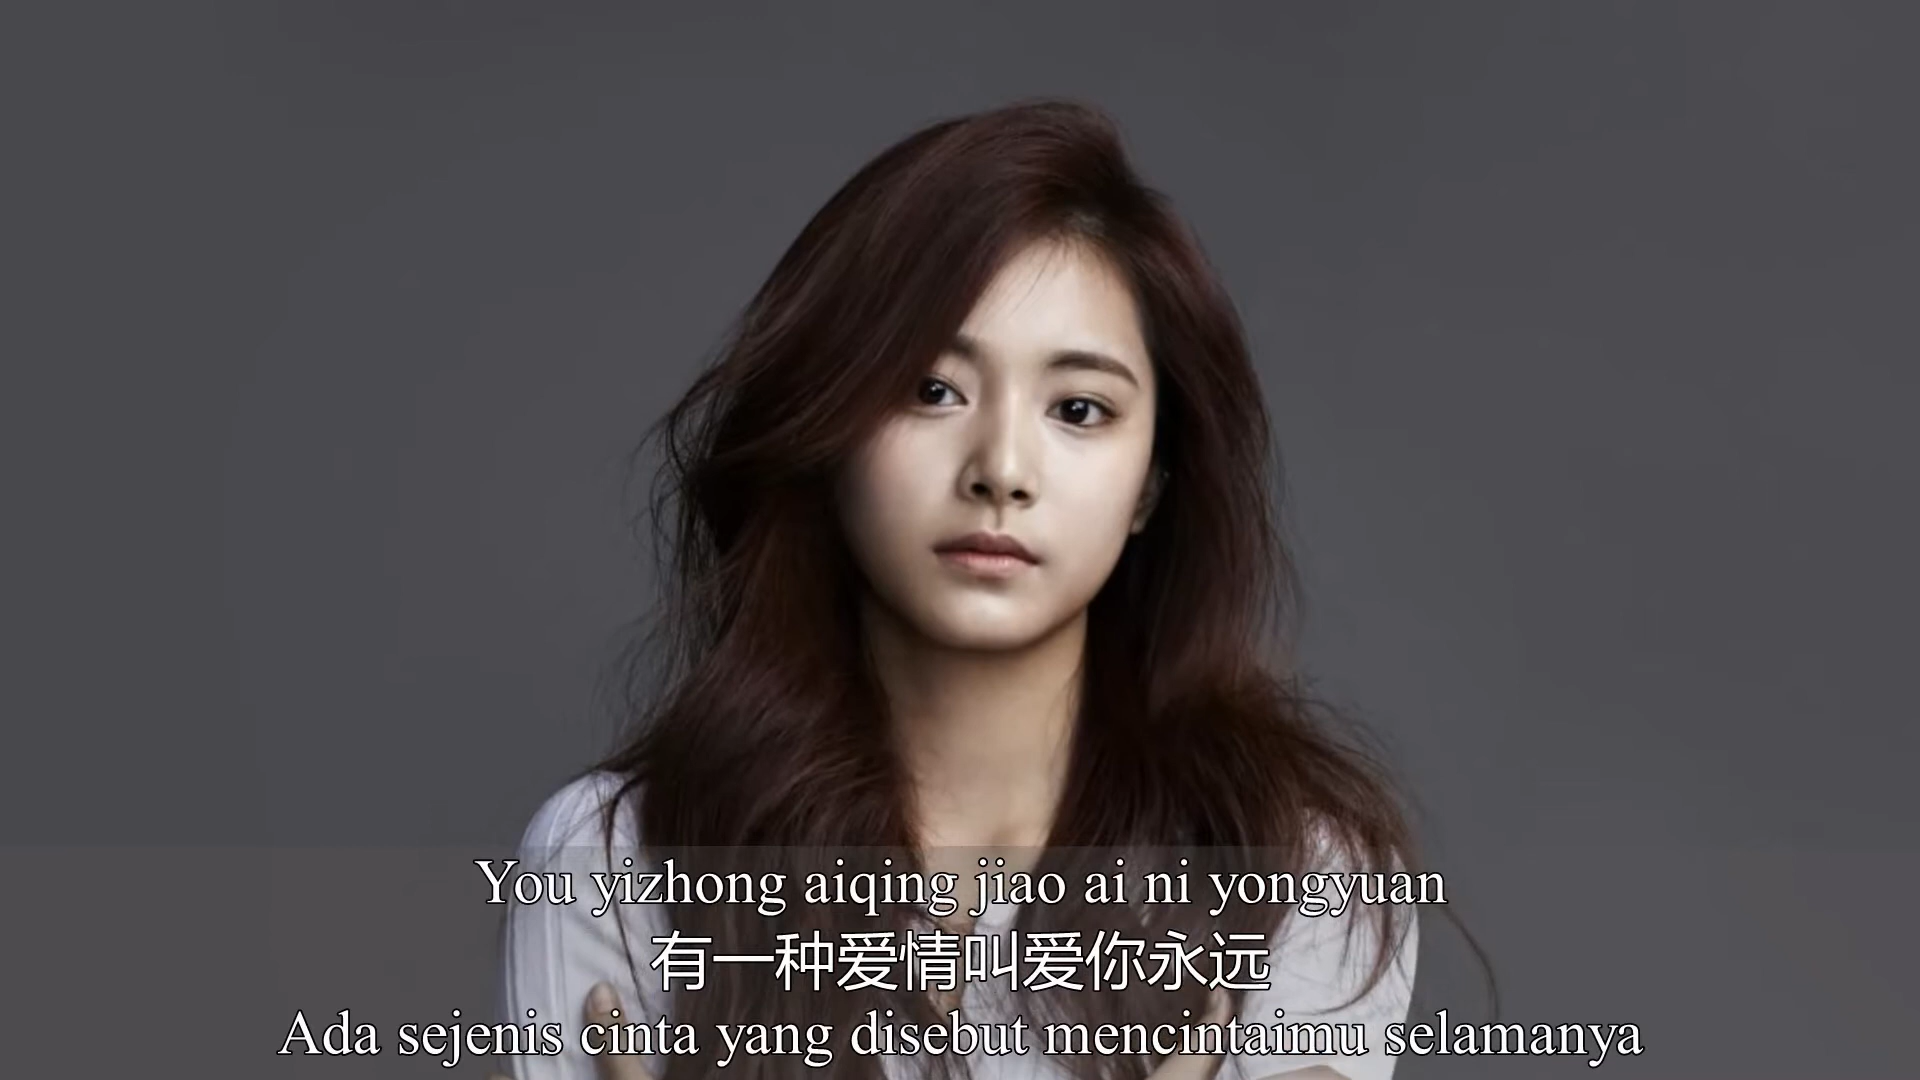 You yizhong aiqing jiao ai ni yongyuan
有一种爱情叫爱你永远
Ada sejenis cinta yang disebut mencintaimu selamanya